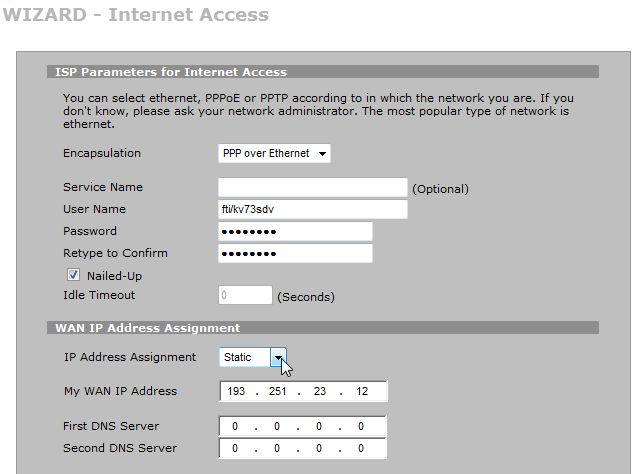 WIZARD - Internet Access
ISP Parameters for Internet Access
You can select ethernet, PPPoE or PPTP according to in which the network you are. If you
don't know, please ask your network administrator. The most popular type of network is
ethernet.
Encapsulation PPP over Ethernet
Service Name (Optional)
User Name fti/kv73sdv
Password ••••••••
Retype to Confirm ••••••••
Nailed-Up
Idle Timeout 0 (Seconds)
WAN IP Address Assignment
IP Address Assignment Static
My WAN IP Address 193 . 251 . 23 . 12
First DNS Server 0 . 0 . 0 . 0
Second DNS Server 0 . 0 . 0 . 0